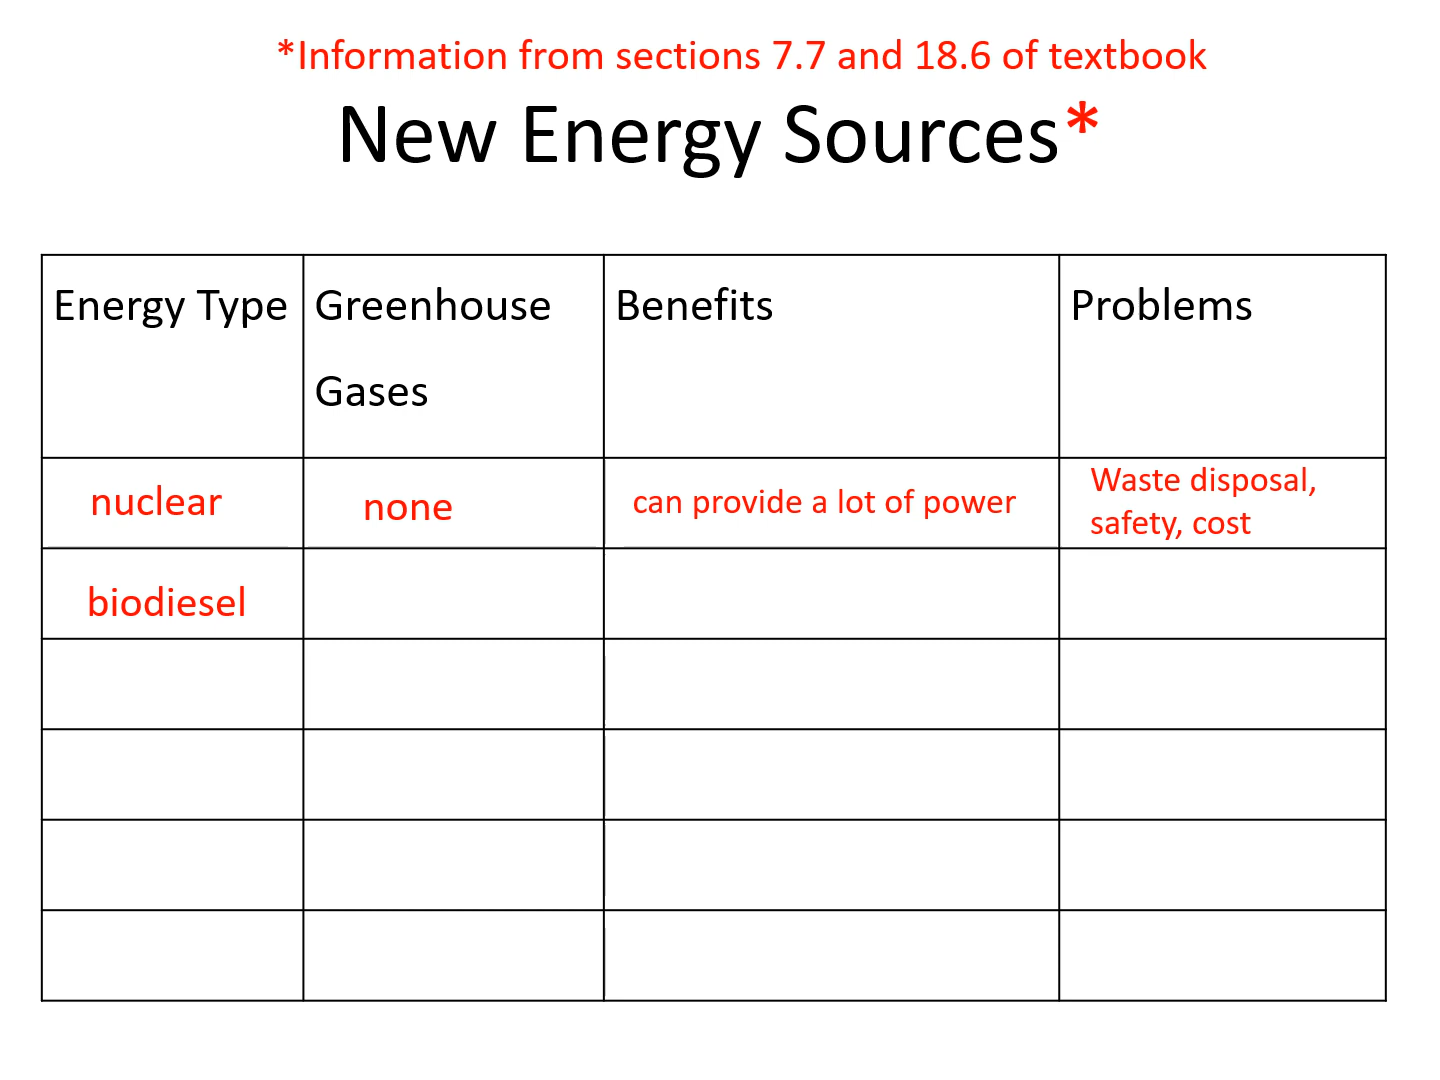 *Information from sections 7.7 and 18.6 of textbook
New Energy Sources*
Energy Type
Greenhouse
Gases
Benefits
Problems
nuclear
none
can provide a lot of power
Waste disposal,
safety, cost
biodiesel